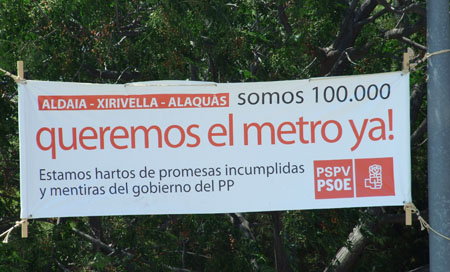 ALDAIA - XIRIVELLA - ALAQUÀS somos 100.000
queremos el metro ya!
Estamos hartos de promesas incumplidas
y mentiras del gobierno del PP
PSPV
PSOE